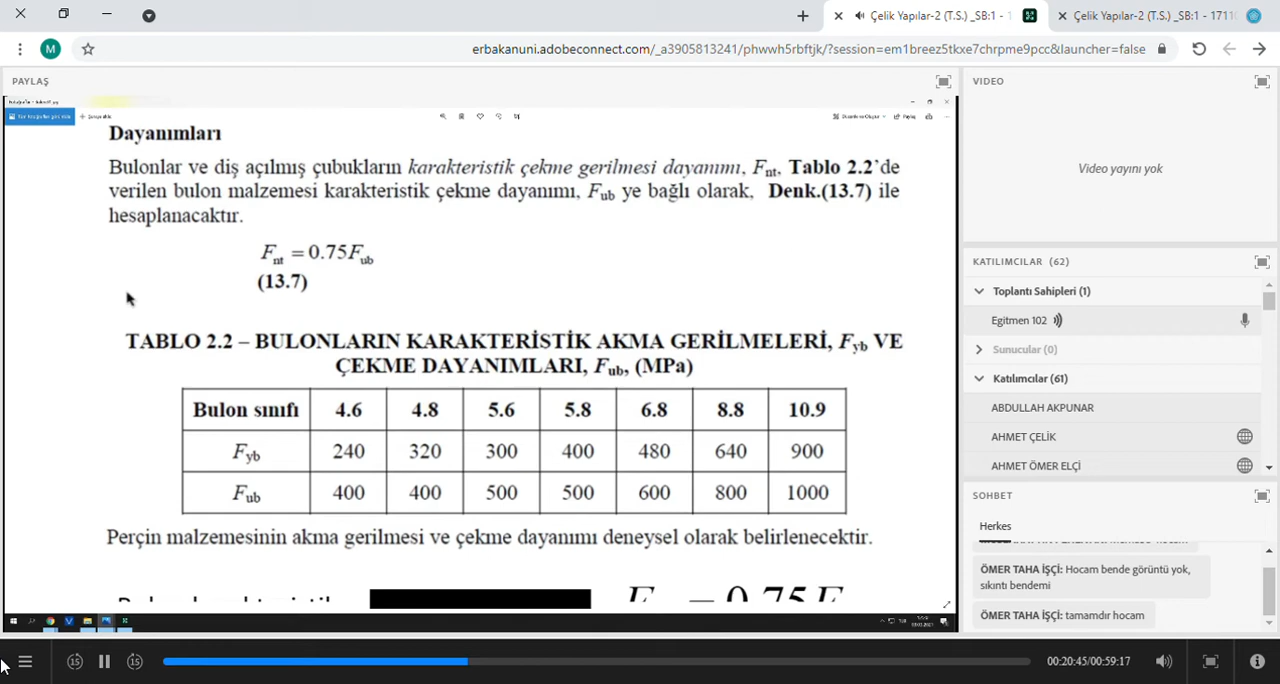 Çelik Yapılar-2 (T.S.) _SB:1 - 1
Çelik Yapılar-2 (T.S.) _SB:1 - 1711
M
erbakanuni.adobeconnect.com/_a3905813241/phwwh5rbftjk/?session=em1breez5tkxe7chrpme9pcc&launcher=false
PAYLAŞ
Dayanımları
Bulonlar ve diş açılmış çubukların karakteristik çekme gerilmesi dayanımı, Fnt, Tablo 2.2'de
verilen bulon malzemesi karakteristik çekme dayanımı, Fub ye bağlı olarak, Denk.(13.7) ile
hesaplanacaktır.
Fnt = 0.75Fub
(13.7)
TABLO 2.2 – BULONLARIN KARAKTERİSTİK AKMA GERİLMELERİ, Fyb VE
ÇEKME DAYANIMLARI, Fub, (MPa)
Bulon sınıfı 4.6 4.8 5.6 5.8 6.8 8.8 10.9
Fyb 240 320 300 400 480 640 900
Fub 400 400 500 500 600 800 1000
Perçin malzemesinin akma gerilmesi ve çekme dayanımı deneysel olarak belirlenecektir.
VIDEO
Video yayını yok
KATILIMCILAR (62)
Toplantı Sahipleri (1)
Egitmen 102
Sunucular (0)
Katılımcılar (61)
ABDULLAH AKPUNAR
AHMET ÇELİK
AHMET ÖMER ELÇİ
SOHBET
Herkes
ÖMER TAHA İŞÇİ: Hocam bende görüntü yok,
sıkıntı bendemi
ÖMER TAHA İŞÇİ: tamamdır hocam
15 15 00:20:45/00:59:17